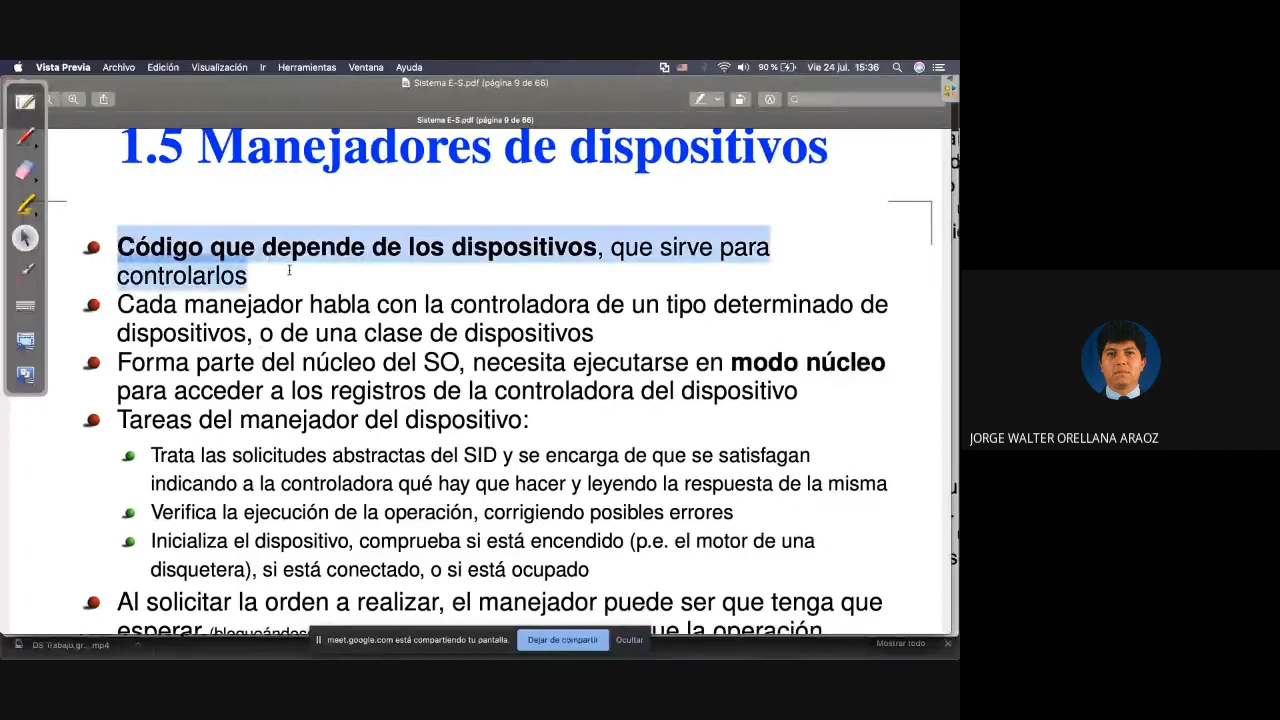 Vista Previa Archivo Edición Visualización Ir Herramientas Ventana Ayuda 90 % Vie 24 jul. 15:36
Sistema E-S.pdf (página 9 de 66)
Sistema E-S.pdf (página 9 de 66)
1.5 Manejadores de dispositivos
Código que depende de los dispositivos, que sirve para
controlarlos
Cada manejador habla con la controladora de un tipo determinado de
dispositivos, o de una clase de dispositivos
Forma parte del núcleo del SO, necesita ejecutarse en modo núcleo
para acceder a los registros de la controladora del dispositivo
Tareas del manejador del dispositivo:
Trata las solicitudes abstractas del SID y se encarga de que se satisfagan
indicando a la controladora qué hay que hacer y leyendo la respuesta de la misma
Verifica la ejecución de la operación, corrigiendo posibles errores
Inicializa el dispositivo, comprueba si está encendido (p.e. el motor de una
disquetera), si está conectado, o si está ocupado
Al solicitar la orden a realizar, el manejador puede ser que tenga que
esperar que la operación
meet.google.com está compartiendo tu pantalla. Dejar de compartir Ocultar
DS Trabajo gr....mp4 Mostrar todo
JORGE WALTER ORELLANA ARAOZ